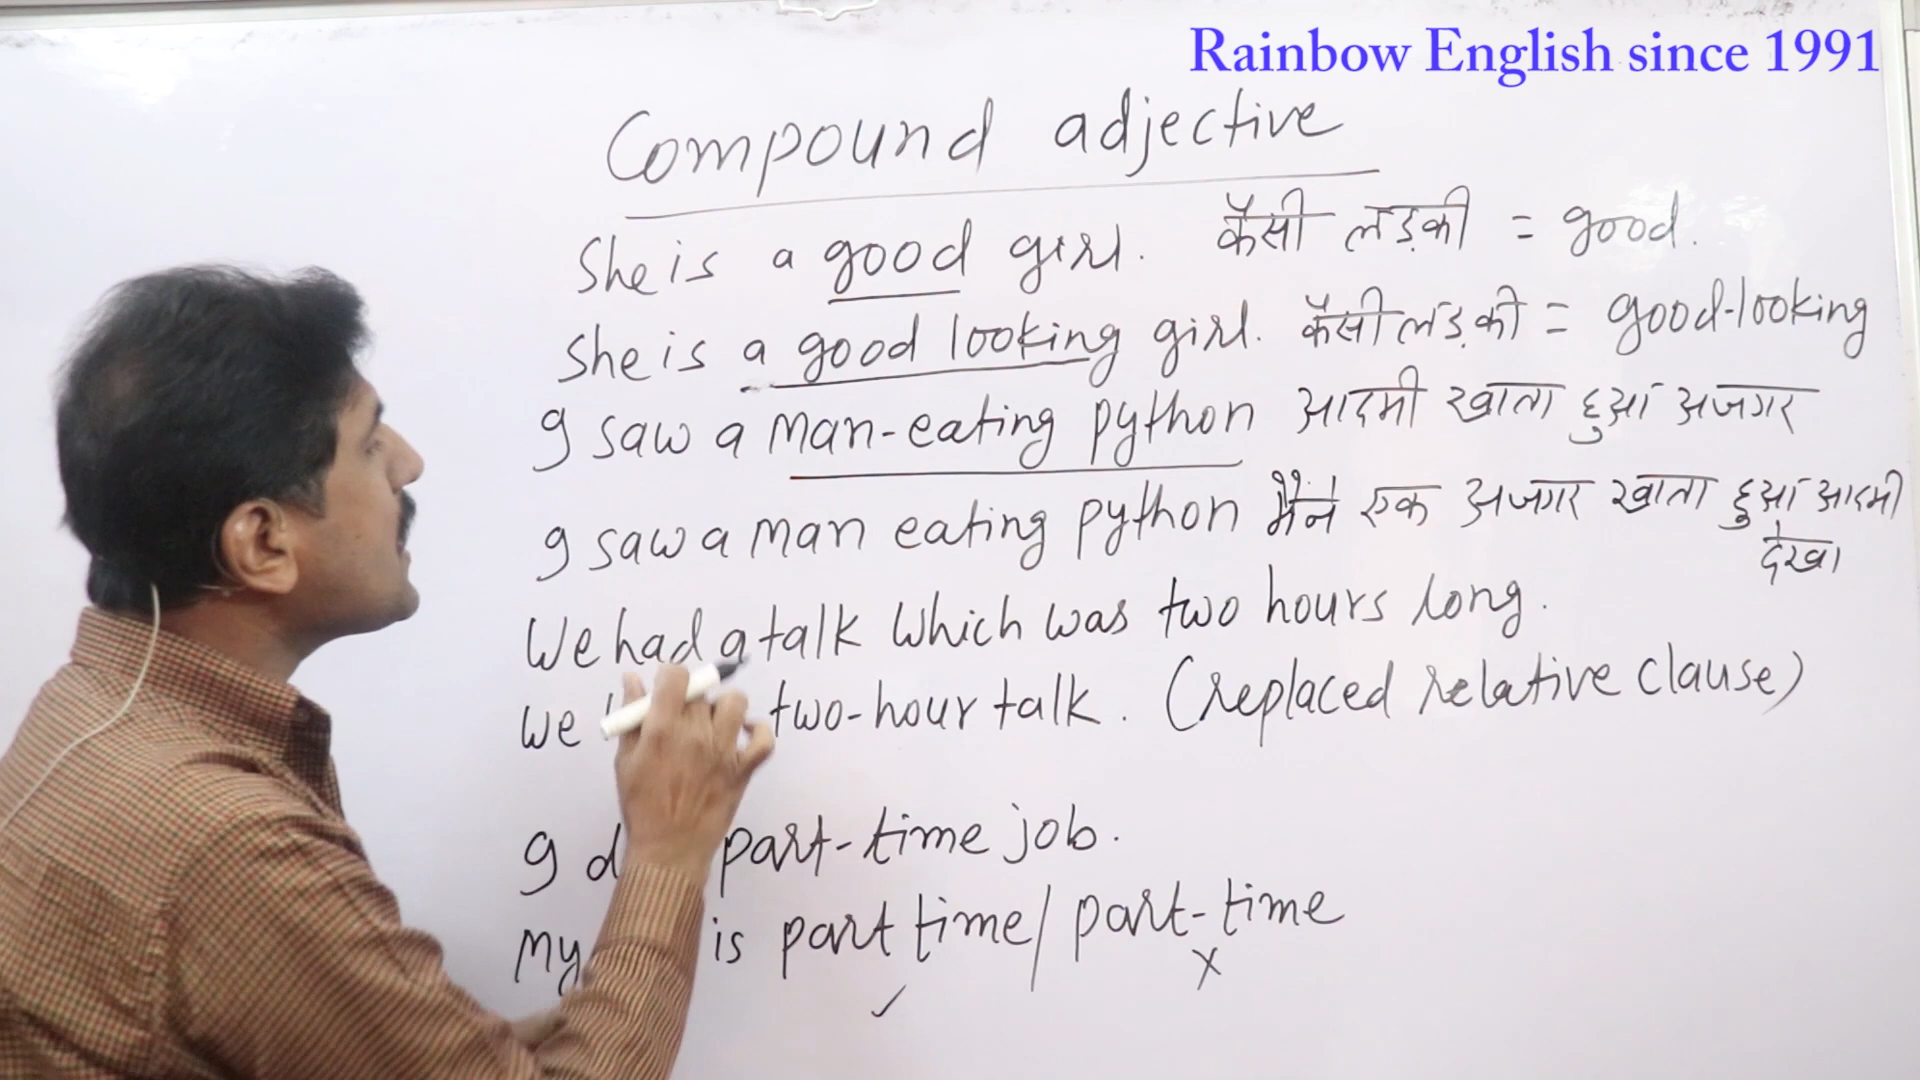 Rainbow English since 1991
Compound adjective
She is a good girl. कैसी लड़की = good.
She is a good looking girl. कैसी लड़की = good-looking
I saw a man-eating python आदमी खाता हुआ अजगर
I saw a man eating python मैंने एक अजगर खाता हुआ आदमी
देखा
We had a talk which was two hours long.
We two-hour talk. (replaced relative clause)
I part-time job.
My is part time / part-time
✓ X